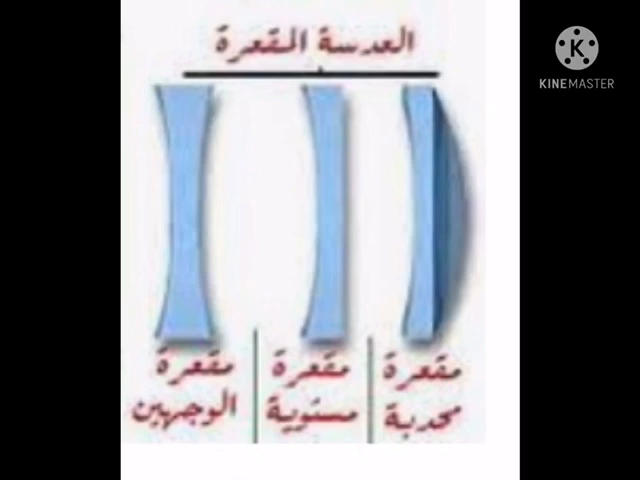 العدسة المقعرة
KINEMASTER
مقعرة
محدبة
مقعرة
مستوية
مقعرة
الوجهين